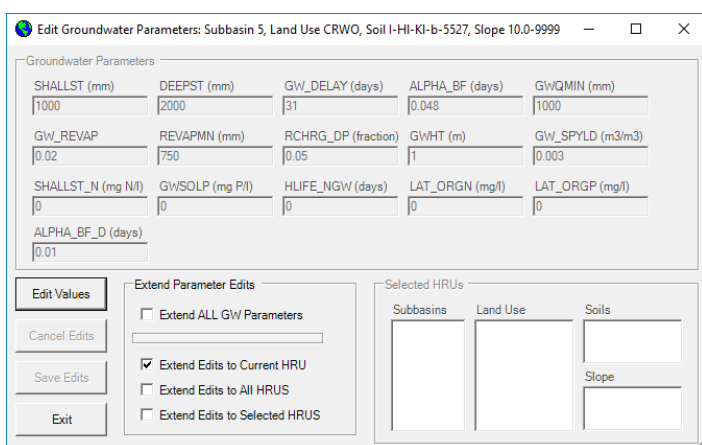 Edit Groundwater Parameters: Subbasin 5, Land Use CRWO, Soil I-HI-KI-b-5527, Slope 10.0-9999
Groundwater Parameters
SHALLST (mm) DEEPST (mm) GW_DELAY (days) ALPHA_BF (days) GWQMIN (mm)
1000 2000 31 0.048 1000
GW_REVAP REVAPMN (mm) RCHRG_DP (fraction) GWHT (m) GW_SPYLD (m3/m3)
0.02 750 0.05 1 0.003
SHALLST_N (mg N/l) GWSOLP (mg P/l) HLIFE_NGW (days) LAT_ORGN (mg/l) LAT_ORGP (mg/l)
0 0 0 0 0
ALPHA_BF_D (days)
0.01
Edit Values
Cancel Edits
Save Edits
Exit
Extend Parameter Edits
Extend ALL GW Parameters
Extend Edits to Current HRU
Extend Edits to All HRUS
Extend Edits to Selected HRUS
Selected HRUs
Subbasins Land Use Soils
Slope